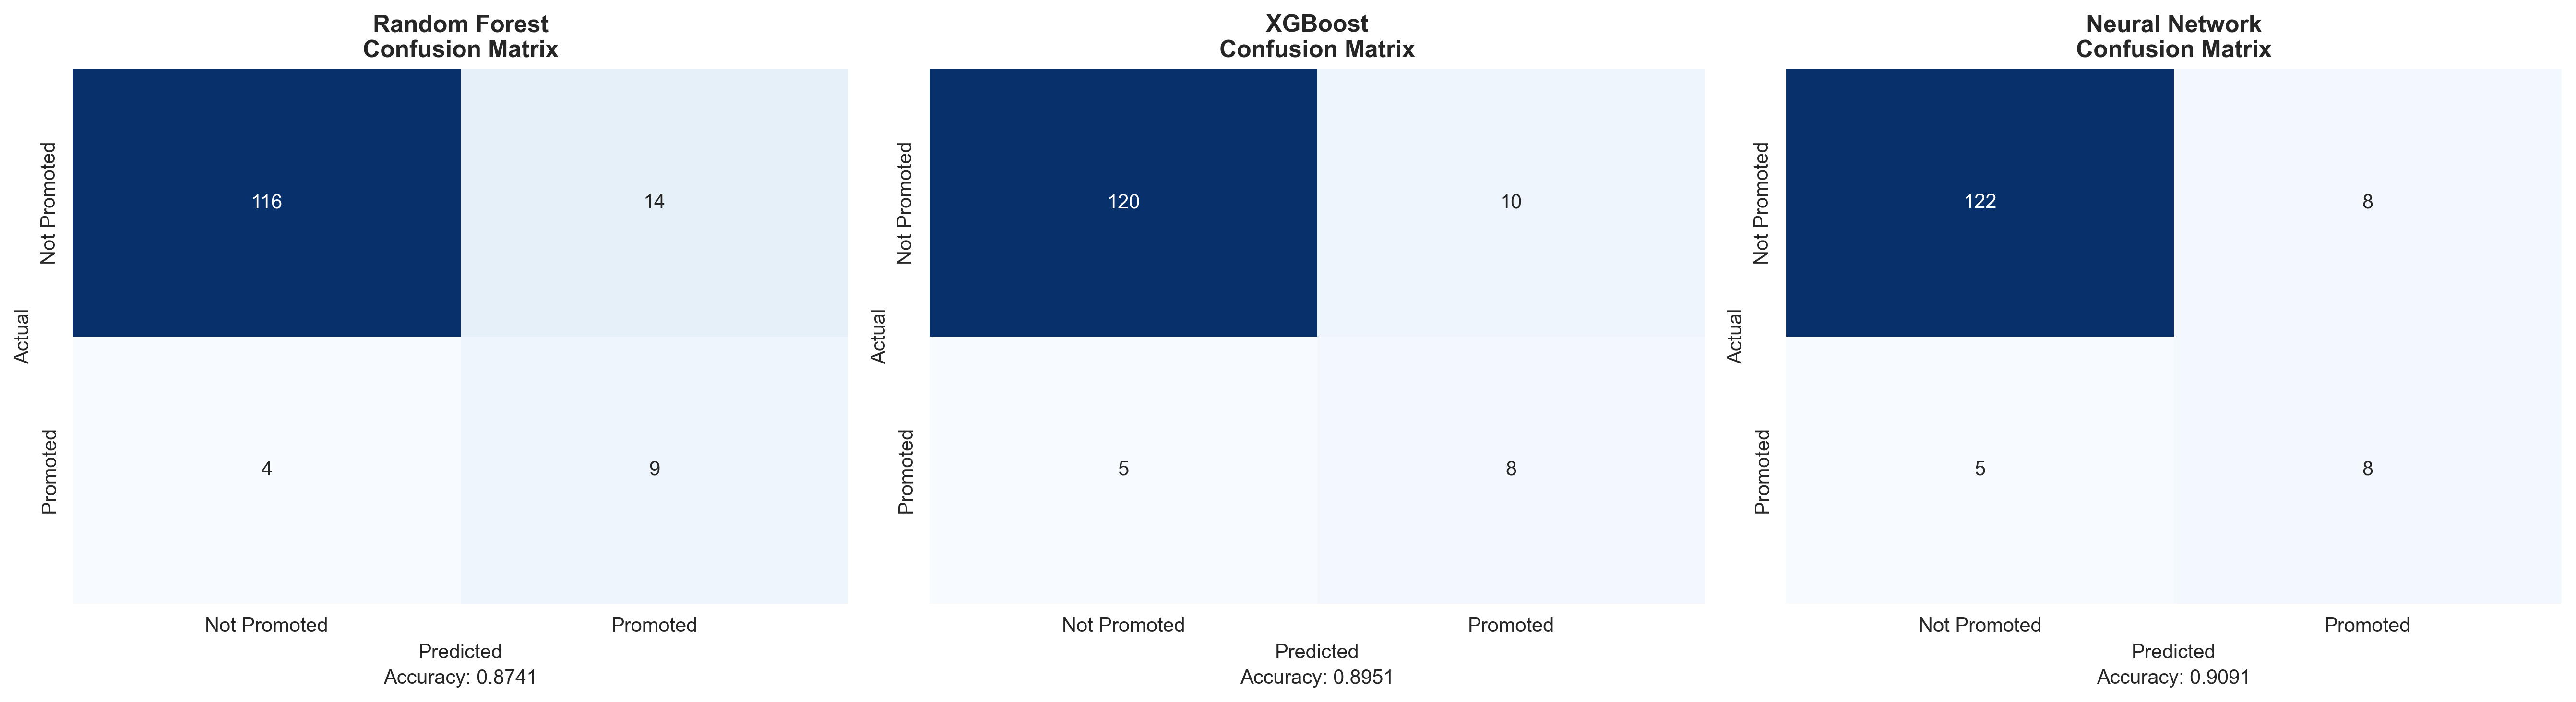 Random Forest
Confusion Matrix
Not Promoted
Promoted
Actual
116
14
4
9
Not Promoted
Promoted
Predicted
Accuracy: 0.8741
XGBoost
Confusion Matrix
Not Promoted
Promoted
Actual
120
10
5
8
Not Promoted
Promoted
Predicted
Accuracy: 0.8951
Neural Network
Confusion Matrix
Not Promoted
Promoted
Actual
122
8
5
8
Not Promoted
Promoted
Predicted
Accuracy: 0.9091